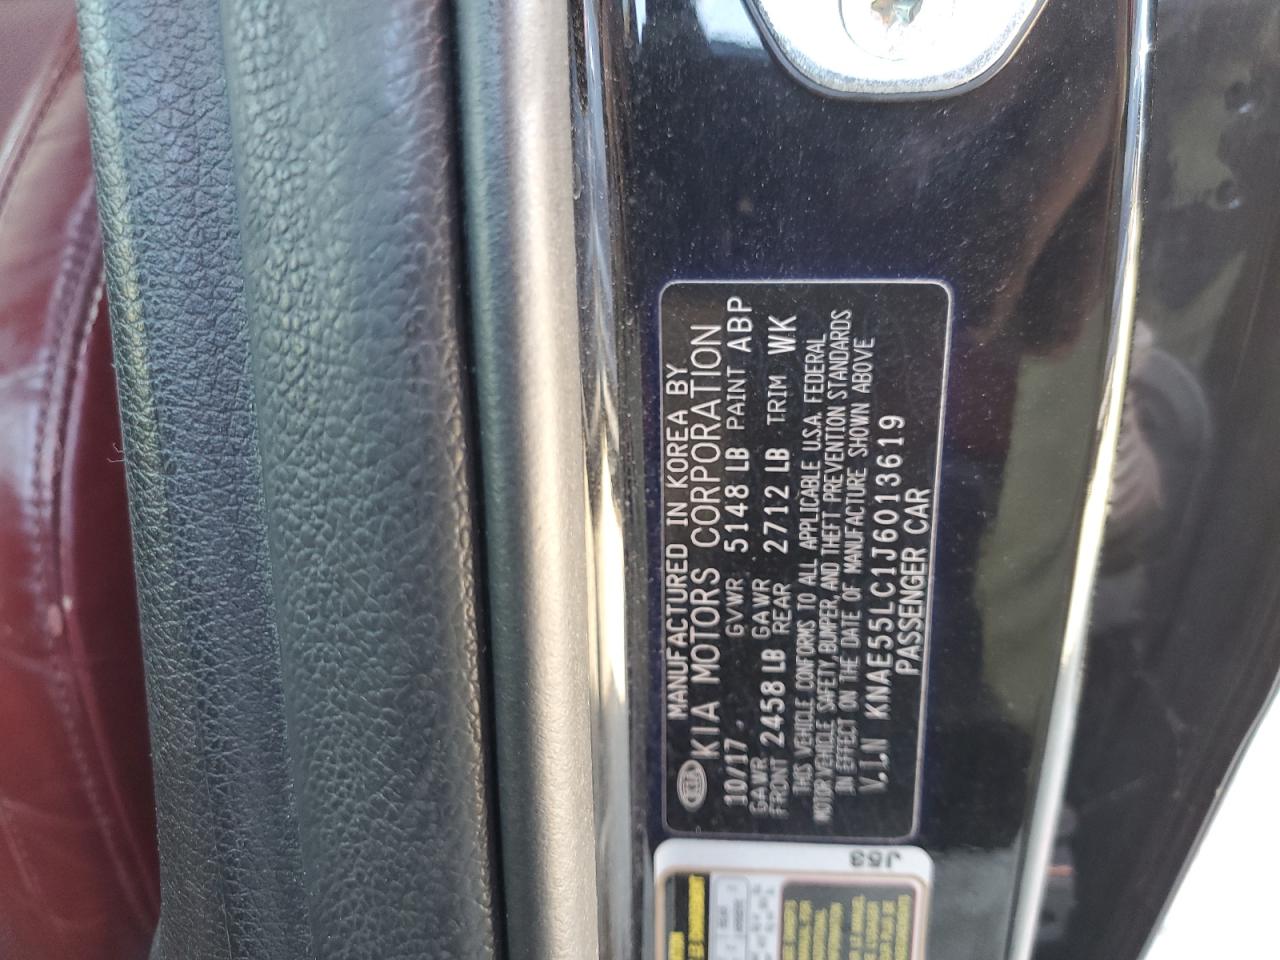 KIA
MANUFACTURED IN KOREA BY
KIA MOTORS CORPORATION
10/17. GVWR 5148 LB PAINT ABP
GAWR FRONT 2458 LB GAWR REAR 2712 LB TRIM WK
THIS VEHICLE CONFORMS TO ALL APPLICABLE U.S.A. FEDERAL
MOTOR VEHICLE SAFETY, BUMPER, AND THEFT PREVENTION STANDARDS
IN EFFECT ON THE DATE OF MANUFACTURE SHOWN ABOVE
V.I.N KNAE55LC1J6013619
PASSENGER CAR
J53